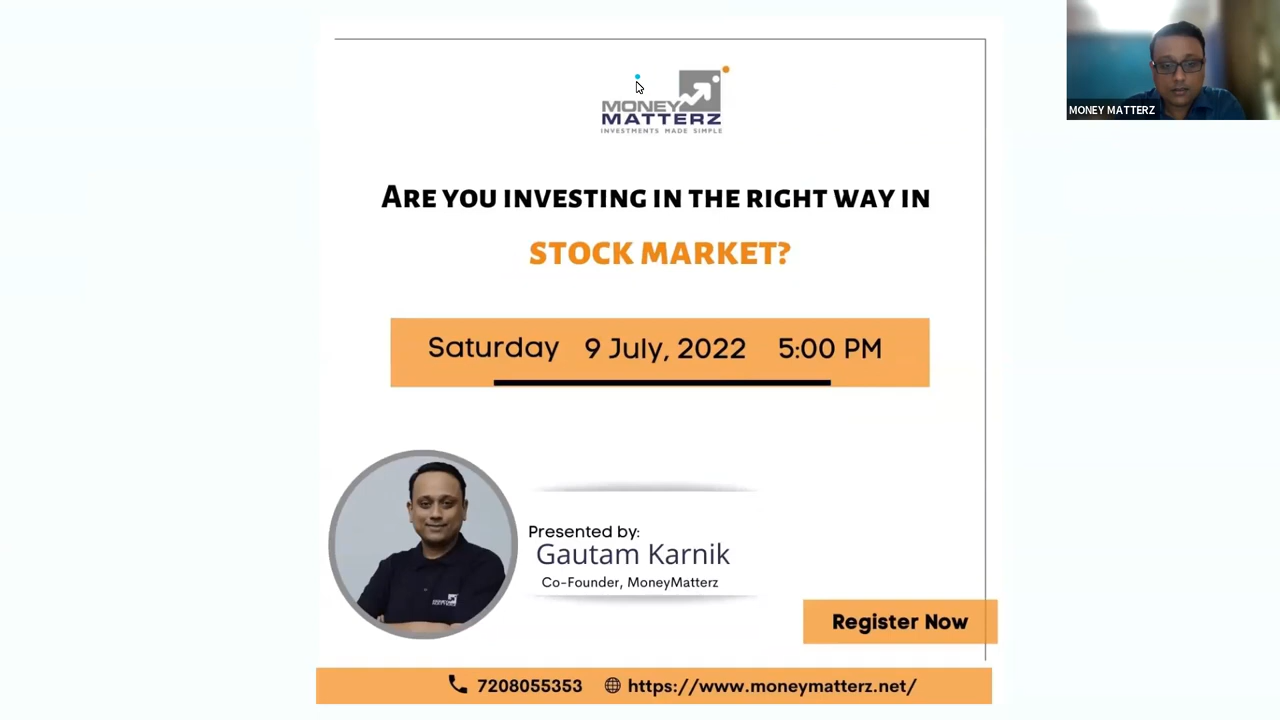 MONEY MATTERZ
MONEY
MATTERZ
INVESTMENTS MADE SIMPLE
ARE YOU INVESTING IN THE RIGHT WAY IN
STOCK MARKET?
Saturday 9 July, 2022 5:00 PM
Presented by:
Gautam Karnik
Co-Founder, MoneyMatterz
Register Now
7208055353 https://www.moneymatterz.net/